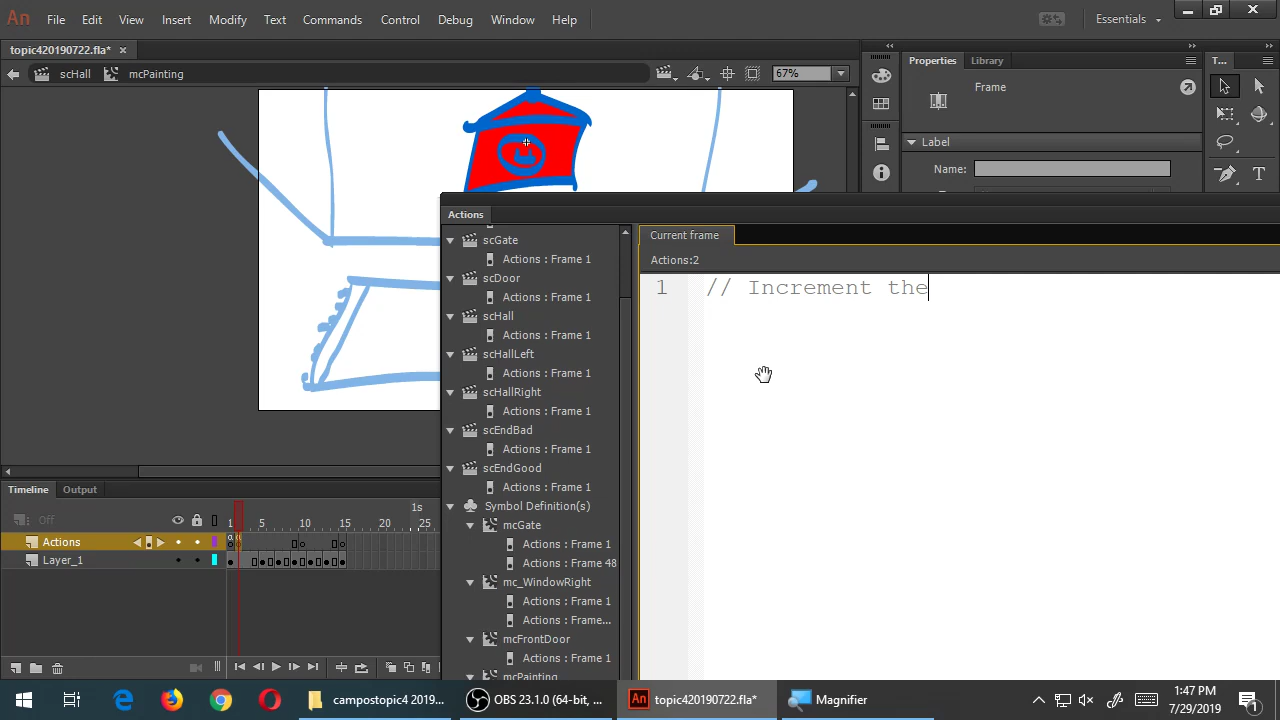 An File Edit View Insert Modify Text Commands Control Debug Window Help Essentials
topic420190722.fla* ×
scHall mcPainting 67%
Properties Library T...
Frame
Label
Name:
Actions
Current frame
Actions:2
1 // Increment the
scGate
Actions : Frame 1
scDoor
Actions : Frame 1
scHall
Actions : Frame 1
scHallLeft
Actions : Frame 1
scHallRight
Actions : Frame 1
scEndBad
Actions : Frame 1
scEndGood
Actions : Frame 1
Symbol Definition(s)
mcGate
Actions : Frame 1
Actions : Frame 48
mc_WindowRight
Actions : Frame 1
Actions : Frame...
mcFrontDoor
Actions : Frame 1
mcPainting
Timeline Output
Off 1 5 10 15 20 1s 25
Actions
Layer_1
campostopic4 2019... OBS 23.1.0 (64-bit, ... An topic420190722.fla* Magnifier
1:47 PM
7/29/2019
1